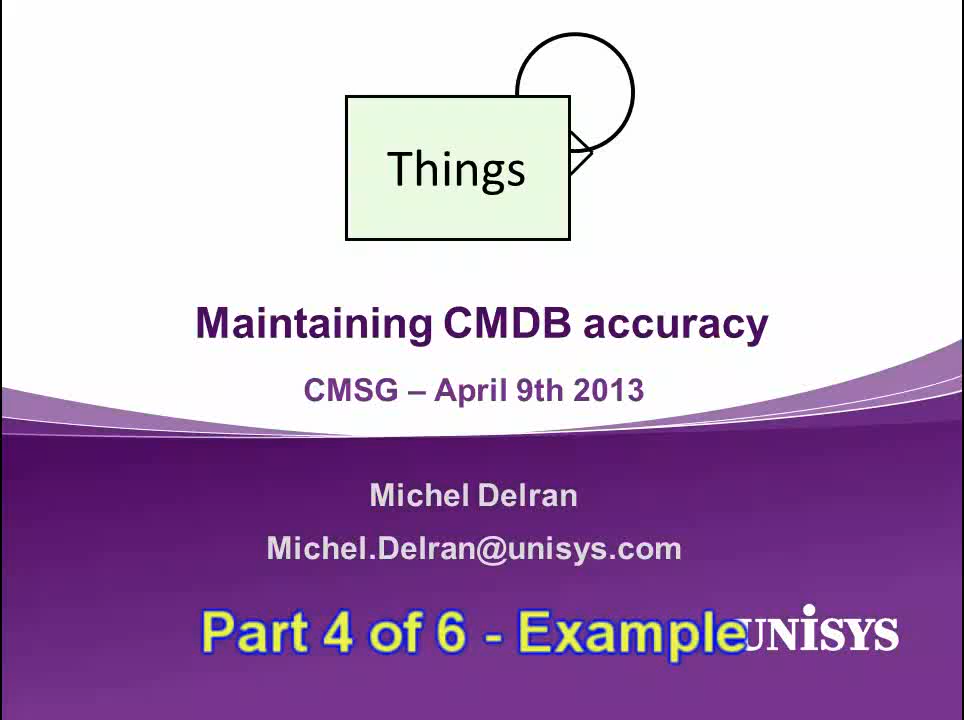 Things
Maintaining CMDB accuracy
CMSG – April 9th 2013
Michel Delran
Michel.Delran@unisys.com
Part 4 of 6 - Example
UNiSYS